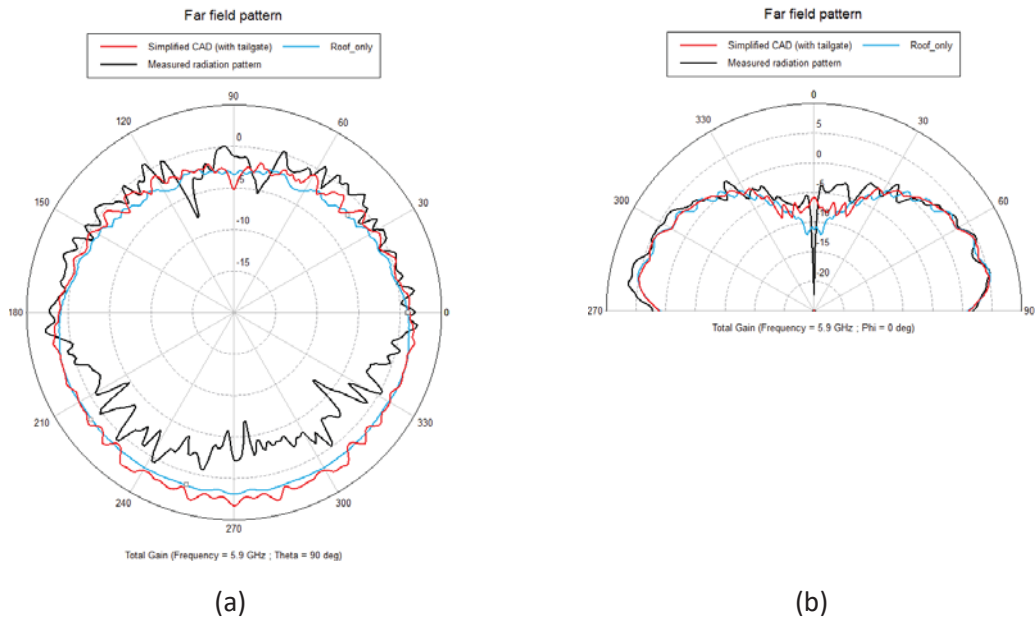 Far field pattern
Simplified CAD (with tailgate) Roof_only
Measured radiation pattern
90
120 60
0
-5
150 30
-10
-15
180 0
210 330
240 300
270
Total Gain (Frequency = 5.9 GHz ; Theta = 90 deg)
(a)
Far field pattern
Simplified CAD (with tailgate) Roof_only
Measured radiation pattern
0
330 30
5
0
300 60
-5
-10
-15
-20
270 90
Total Gain (Frequency = 5.9 GHz ; Phi = 0 deg)
(b)